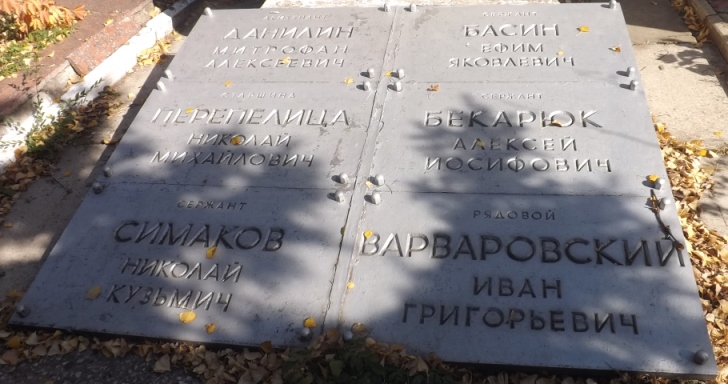 ДАНИЛИН
МИТРОФАН
АЛЕКСЕЕВИЧ
ПЕРЕПЕЛИЦА
НИКОЛАЙ
МИХАЙЛОВИЧ
СЕРЖАНТ
СИМАКОВ
НИКОЛАЙ
КУЗЬМИЧ
СЕРЖАНТ
БАСИН
ЕФИМ
ЯКОВЛЕВИЧ
СЕРЖАНТ
БЕКАРЮК
АЛЕКСЕЙ
ИОСИФОВИЧ
РЯДОВОЙ
ВАРВАРОВСКИЙ
ИВАН
ГРИГОРЬЕВИЧ